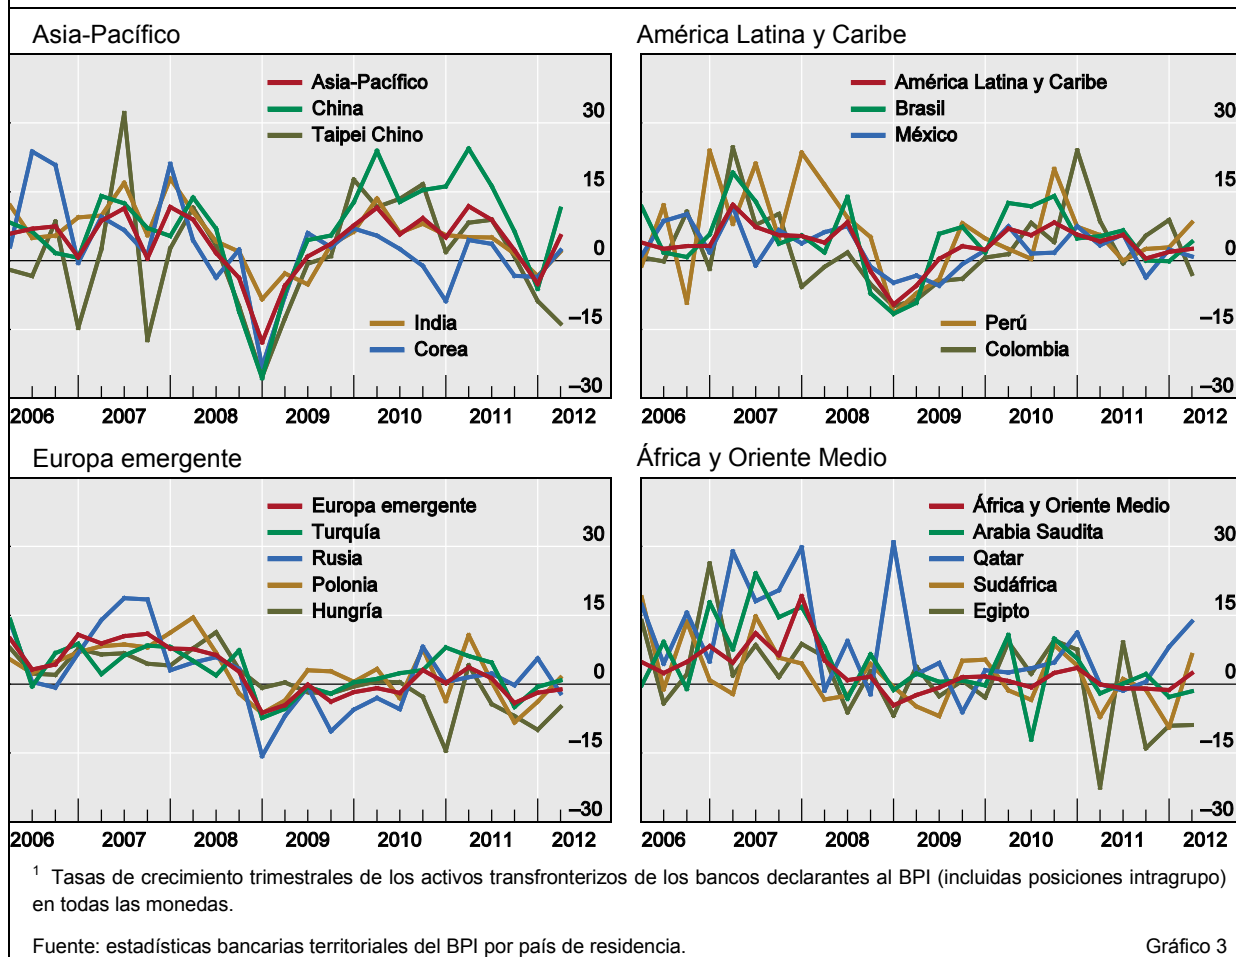 Asia-Pacífico
Asia-Pacífico
China
Taipei Chino
India
Corea
30
15
0
–15
–30
2006 2007 2008 2009 2010 2011 2012
América Latina y Caribe
América Latina y Caribe
Brasil
México
Perú
Colombia
30
15
0
–15
–30
2006 2007 2008 2009 2010 2011 2012
Europa emergente
Europa emergente
Turquía
Rusia
Polonia
Hungría
30
15
0
–15
–30
2006 2007 2008 2009 2010 2011 2012
África y Oriente Medio
África y Oriente Medio
Arabia Saudita
Qatar
Sudáfrica
Egipto
30
15
0
–15
–30
2006 2007 2008 2009 2010 2011 2012
1 Tasas de crecimiento trimestrales de los activos transfronterizos de los bancos declarantes al BPI (incluidas posiciones intragrupo)
en todas las monedas.
Fuente: estadísticas bancarias territoriales del BPI por país de residencia. Gráfico 3